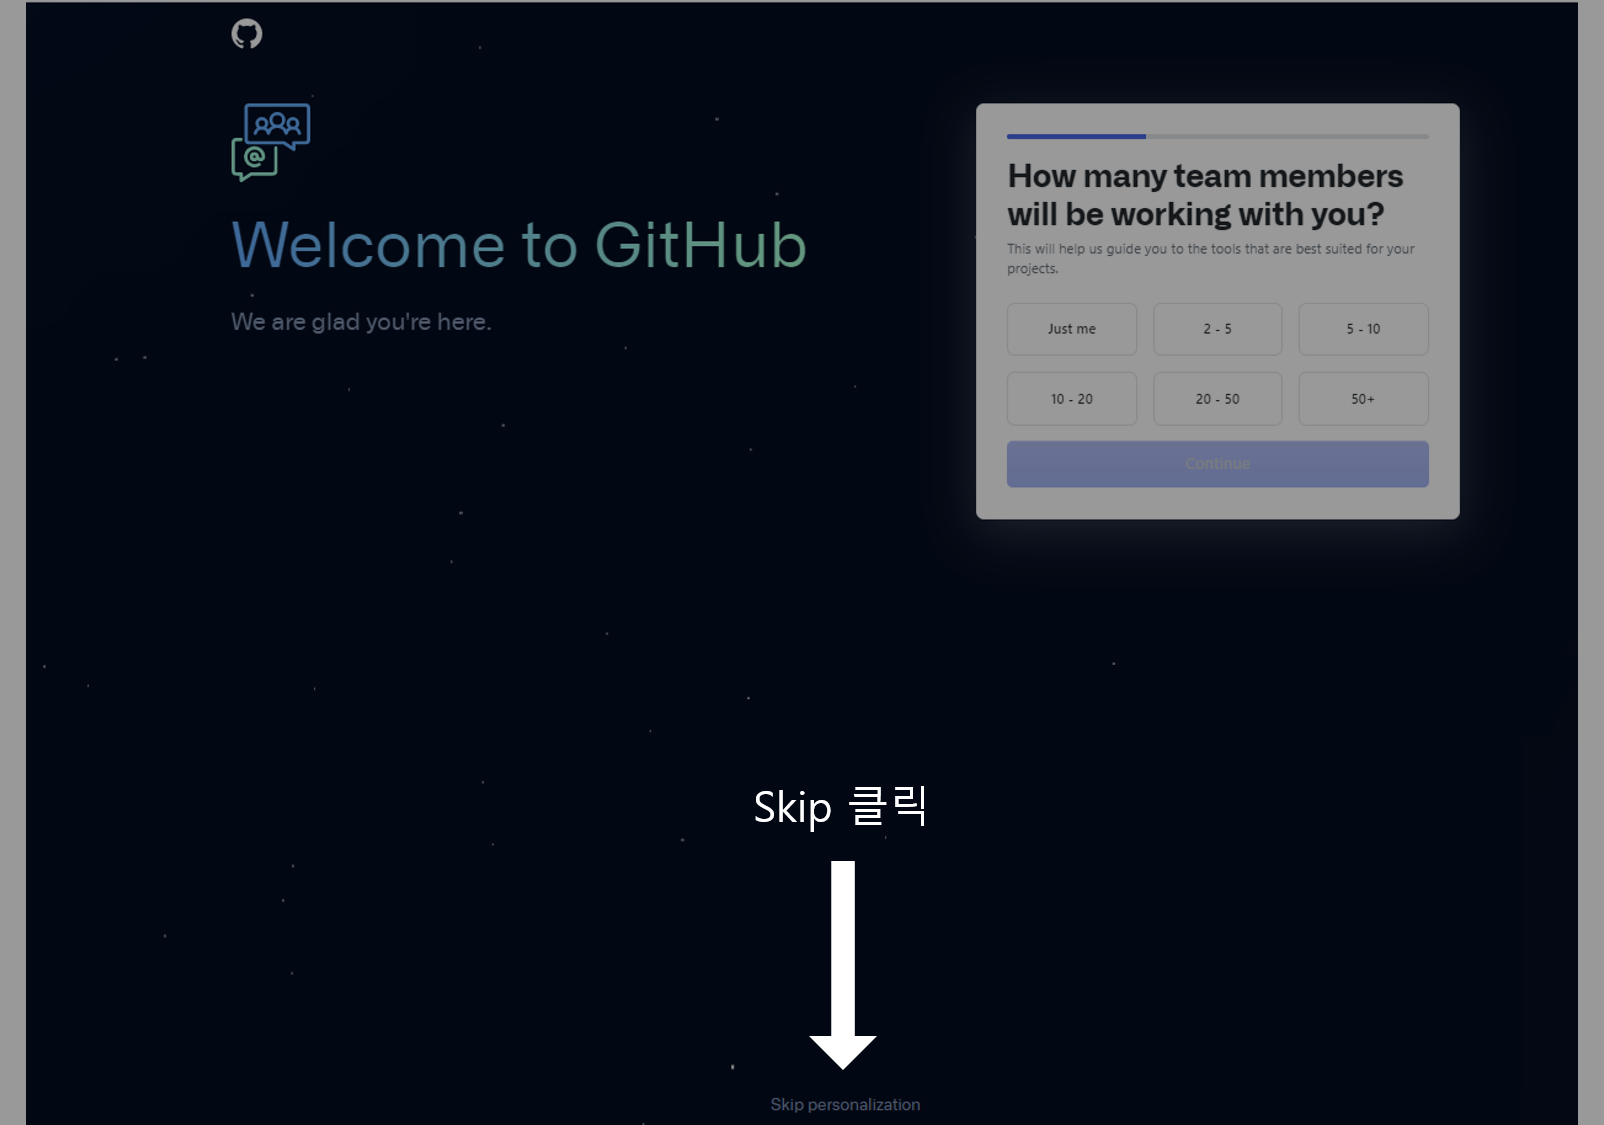 Welcome to GitHub
We are glad you're here.
How many team members
will be working with you?
This will help us guide you to the tools that are best suited for your
projects.
Just me
2 - 5
5 - 10
10 - 20
20 - 50
50+
Continue
Skip 클릭
Skip personalization